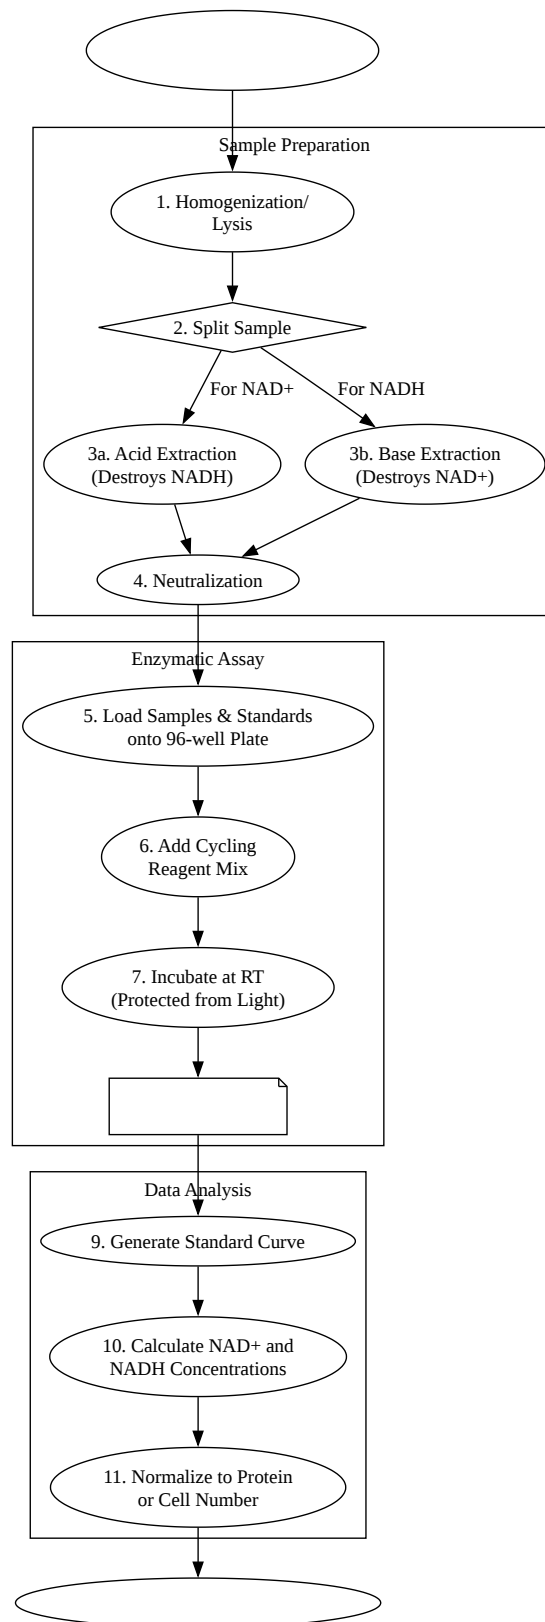 Sample Preparation
1. Homogenization/
Lysis
2. Split Sample
For NAD+
For NADH
3a. Acid Extraction
(Destroys NADH)
3b. Base Extraction
(Destroys NAD+)
4. Neutralization
Enzymatic Assay
5. Load Samples & Standards
onto 96-well Plate
6. Add Cycling
Reagent Mix
7. Incubate at RT
(Protected from Light)
Data Analysis
9. Generate Standard Curve
10. Calculate NAD+ and
NADH Concentrations
11. Normalize to Protein
or Cell Number